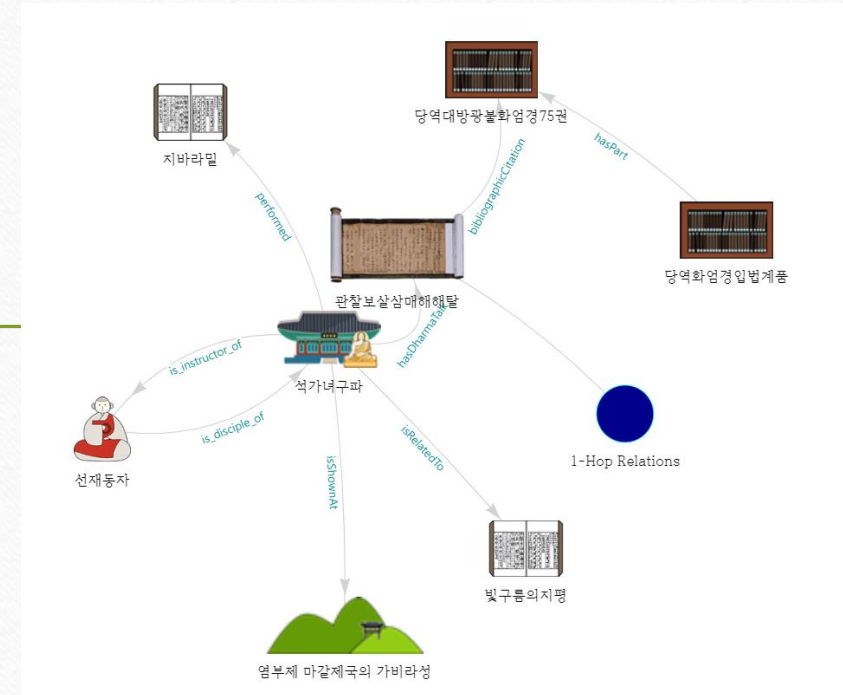 당역대방광불화엄경75권
지바라밀
hasPart
bibliographicCitation
performed
당역화엄경입법계품
관찰보살삼매해해탈
hasDharmaTalk
is_instructor_of
석가녀구파
is_disciple_of
isRelatedTo
1-Hop Relations
선재동자
isShownAt
빛구름의지평
염부제 마갈제국의 가비라성